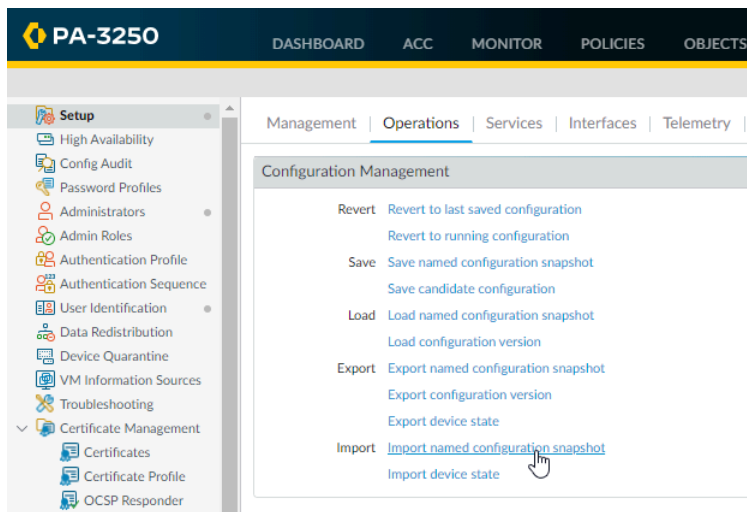 PA-3250
DASHBOARD ACC MONITOR POLICIES OBJECTS
Setup
High Availability
Config Audit
Password Profiles
Administrators
Admin Roles
Authentication Profile
Authentication Sequence
User Identification
Data Redistribution
Device Quarantine
VM Information Sources
Troubleshooting
Certificate Management
Certificates
Certificate Profile
OCSP Responder
Management | Operations | Services | Interfaces | Telemetry |
Configuration Management
Revert Revert to last saved configuration
Revert to running configuration
Save Save named configuration snapshot
Save candidate configuration
Load Load named configuration snapshot
Load configuration version
Export Export named configuration snapshot
Export configuration version
Export device state
Import Import named configuration snapshot
Import device state